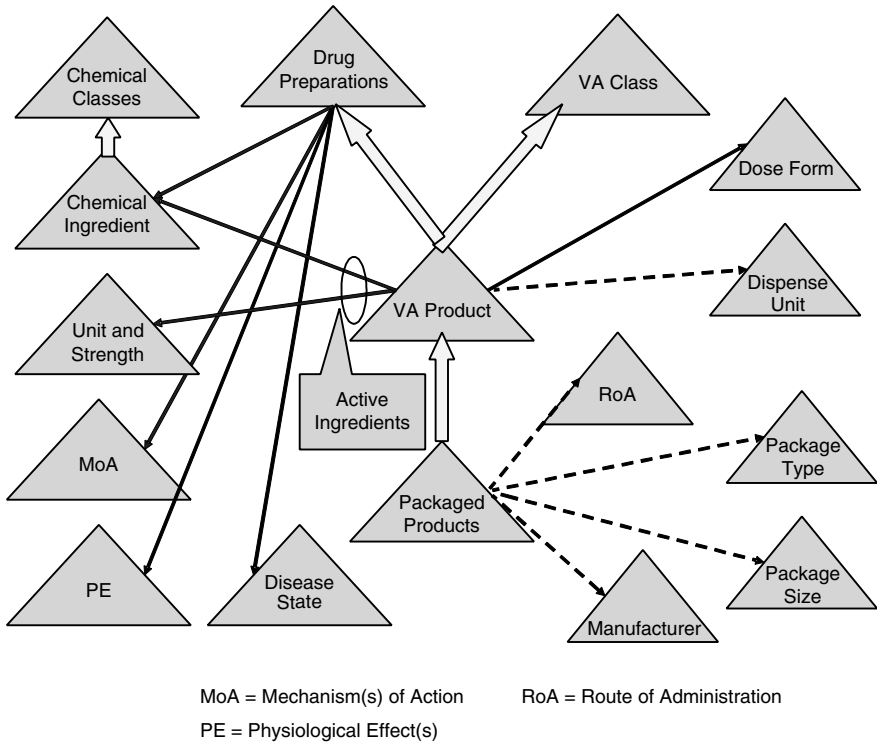 Chemical
Classes
Drug
Preparations
VA Class
Dose Form
Chemical
Ingredient
Dispense
Unit
VA Product
Unit and
Strength
Active
Ingredients
RoA
Package
Type
MoA
Packaged
Products
PE
Disease
State
Manufacturer
Package
Size
MoA = Mechanism(s) of Action
RoA = Route of Administration
PE = Physiological Effect(s)